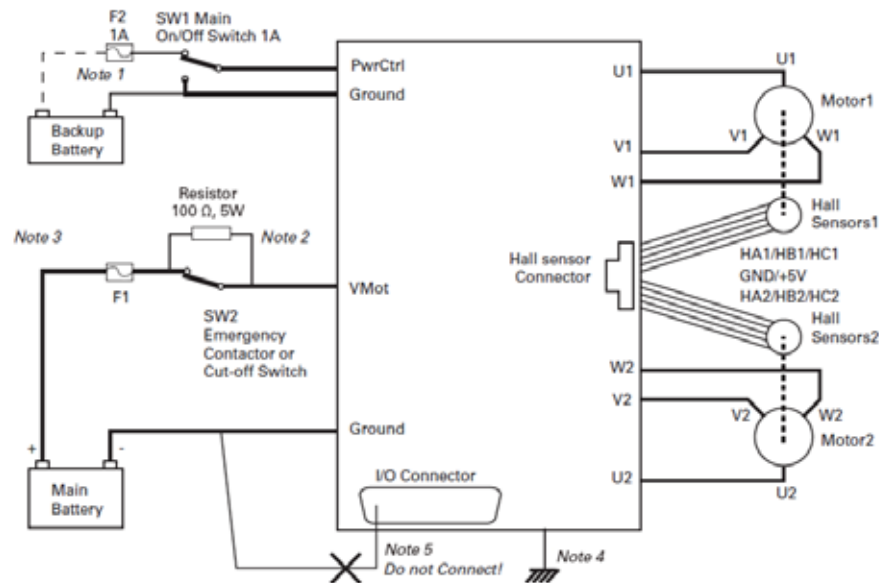 F2
1A
SW1 Main
On/Off Switch 1A
Note 1
Backup
Battery
PwrCtrl
Ground
Resistor
100 Ω, 5W
Note 3
Note 2
F1
VMot
SW2
Emergency
Contactor or
Cut-off Switch
Ground
+
-
Main
Battery
I/O Connector
Note 5
Do not Connect!
Note 4
Hall sensor
Connector
U1
U1
Motor1
V1
V1
W1
W1
Hall
Sensors1
HA1/HB1/HC1
GND/+5V
HA2/HB2/HC2
Hall
Sensors2
W2
V2
V2
W2
Motor2
U2
U2